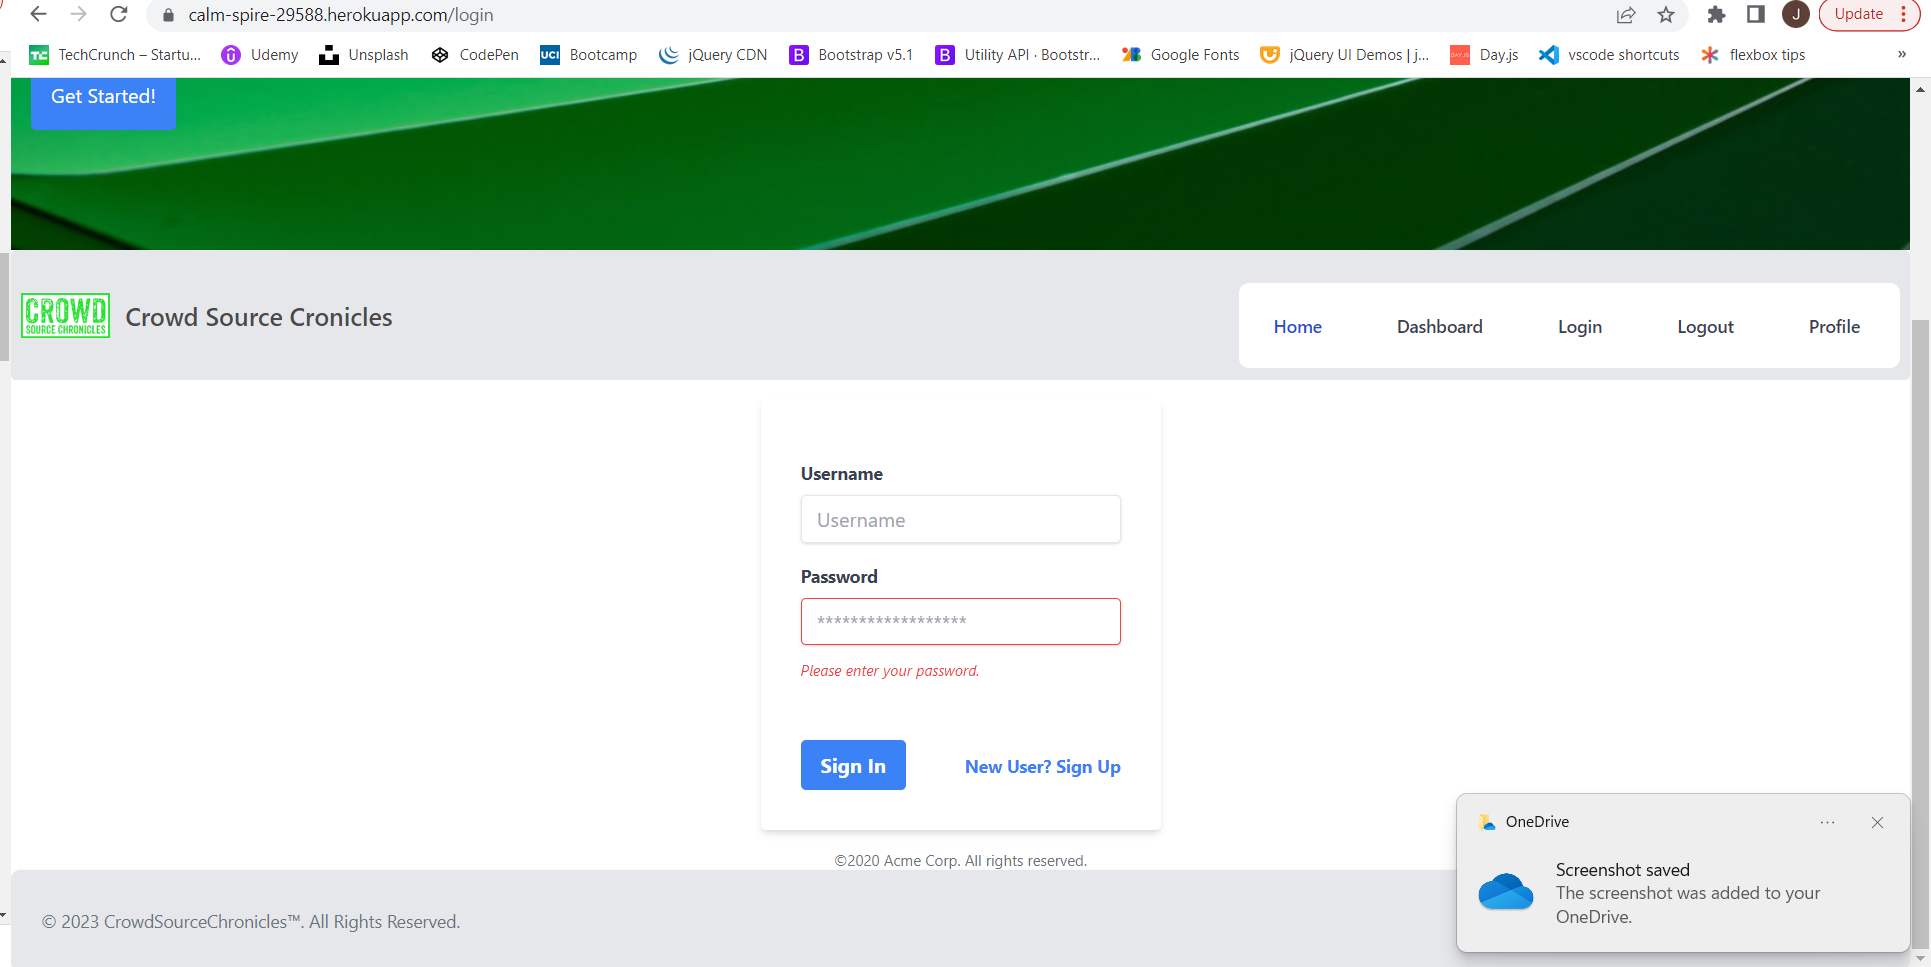 calm-spire-29588.herokuapp.com/login
J
Update
TC TechCrunch – Startu...
Udemy
Unsplash
CodePen
UCI Bootcamp
jQuery CDN
B Bootstrap v5.1
B Utility API · Bootstr...
Google Fonts
jQuery UI Demos | j...
Day.js
vscode shortcuts
flexbox tips
»
Get Started!
CROWD
SOURCE CHRONICLES
Crowd Source Cronicles
Home
Dashboard
Login
Logout
Profile
Username
Username
Password
******************
Please enter your password.
Sign In
New User? Sign Up
©2020 Acme Corp. All rights reserved.
© 2023 CrowdSourceChronicles™. All Rights Reserved.
OneDrive
Screenshot saved
The screenshot was added to your
OneDrive.